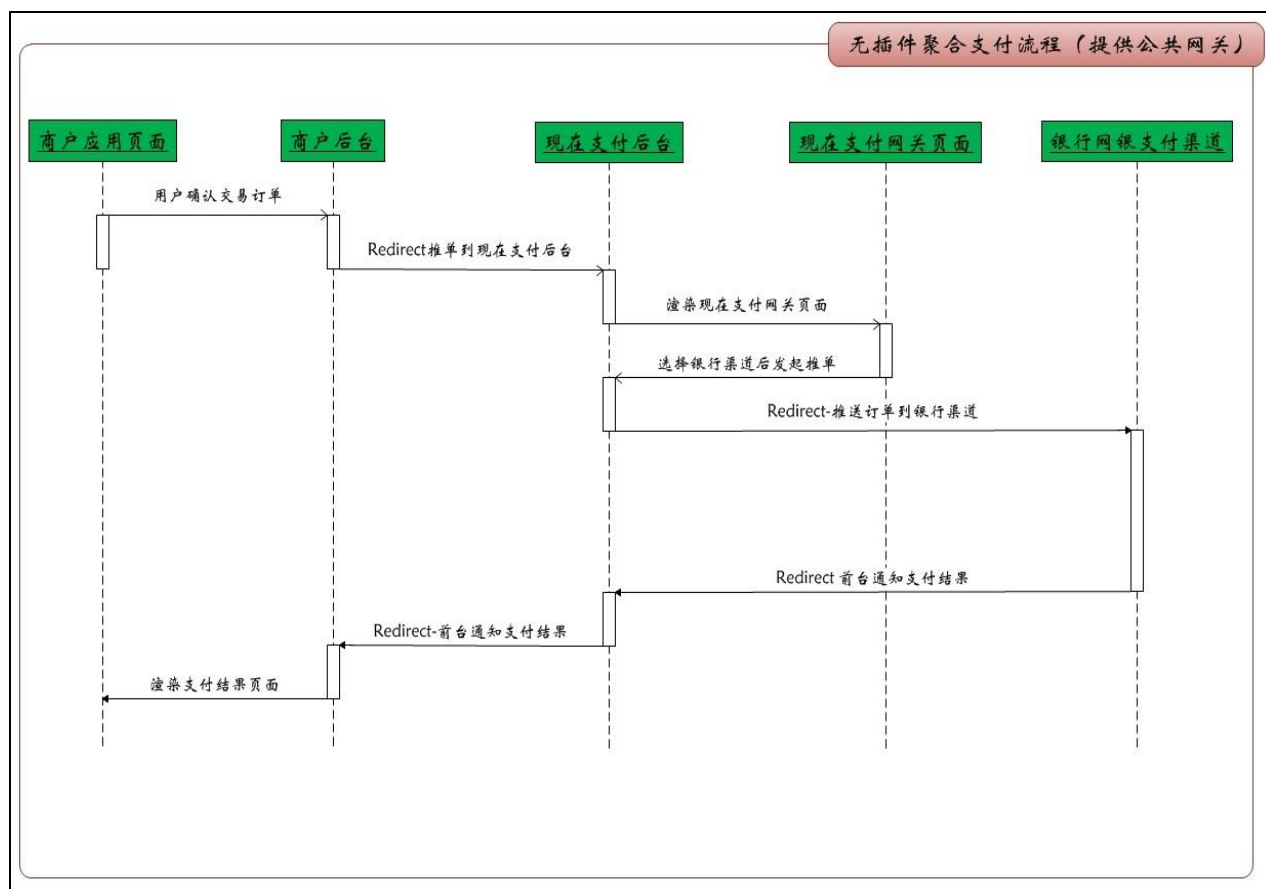 无插件聚合支付流程（提供公共网关）
商户应用页面
商户后台
现在支付后台
现在支付网关页面
银行网银支付渠道
用户确认交易订单
Redirect推单到现在支付后台
渲染现在支付网关页面
选择银行渠道后发起推单
Redirect-推送订单到银行渠道
Redirect 前台通知支付结果
Redirect-前台通知支付结果
渲染支付结果页面